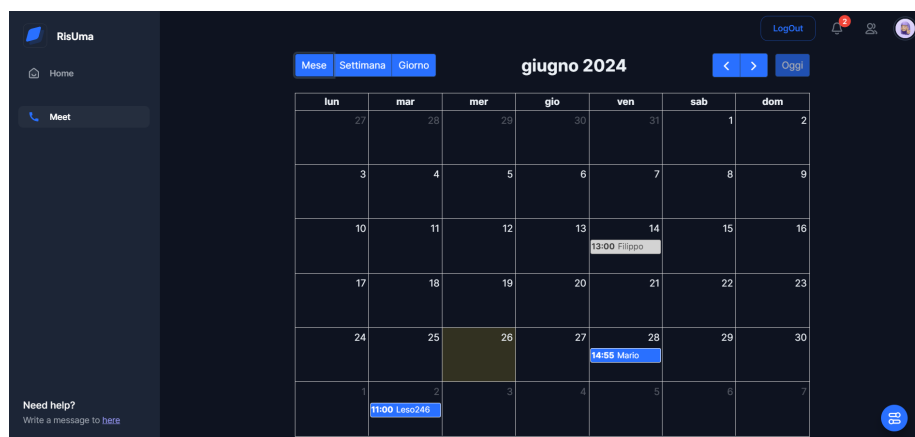 RisUma
LogOut
2
Home
Meet
Mese Settimana Giorno
giugno 2024
Oggi
lun mar mer gio ven sab dom
27 28 29 30 31 1 2
3 4 5 6 7 8 9
10 11 12 13 14 15 16
13:00 Filippo
17 18 19 20 21 22 23
24 25 26 27 28 29 30
14:55 Mario
1 2 3 4 5 6 7
11:00 Leso246
Need help?
Write a message to here